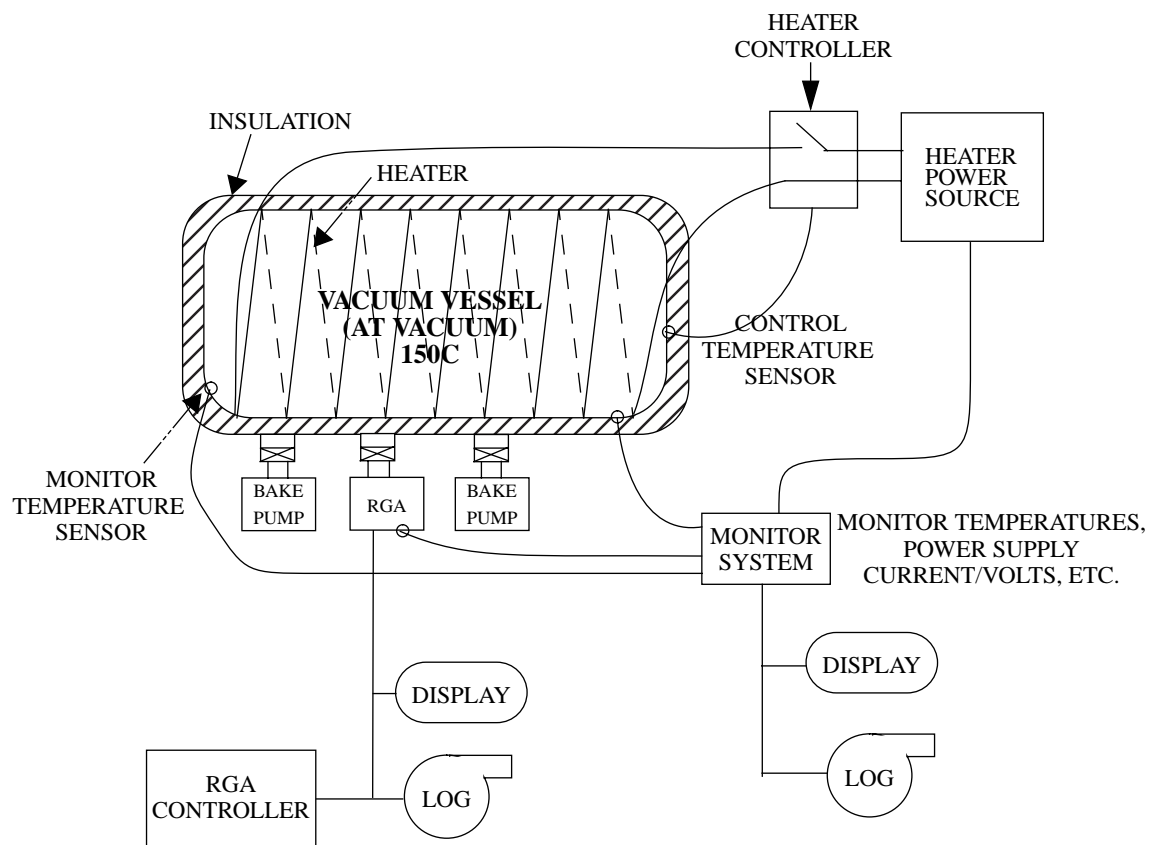 HEATER
CONTROLLER
INSULATION
HEATER
HEATER
POWER
SOURCE
VACUUM VESSEL
(AT VACUUM)
150C
CONTROL
TEMPERATURE
SENSOR
MONITOR
TEMPERATURE
SENSOR
BAKE
PUMP
RGA
BAKE
PUMP
MONITOR
SYSTEM
MONITOR TEMPERATURES,
POWER SUPPLY
CURRENT/VOLTS, ETC.
DISPLAY
DISPLAY
RGA
CONTROLLER
LOG
LOG